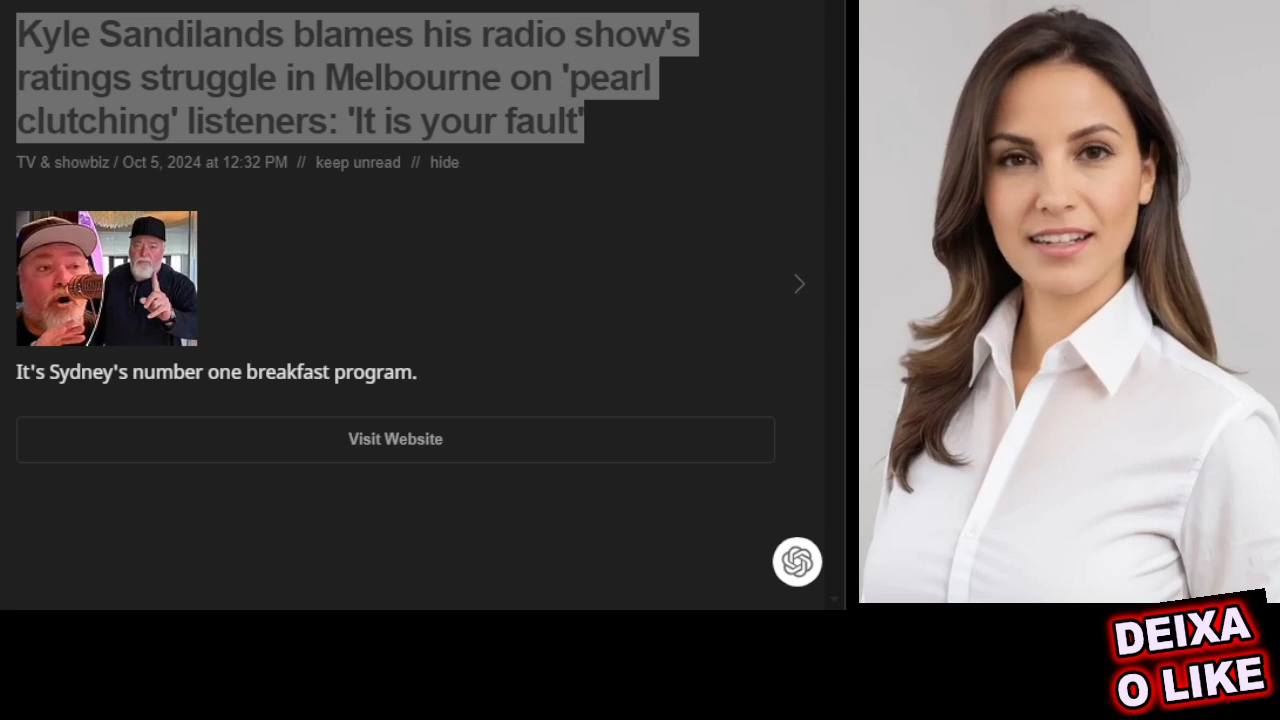 Kyle Sandilands blames his radio show's
ratings struggle in Melbourne on 'pearl
clutching' listeners: 'It is your fault'
TV & showbiz / Oct 5, 2024 at 12:32 PM // keep unread // hide
It's Sydney's number one breakfast program.
Visit Website
DEIXA
O LIKE